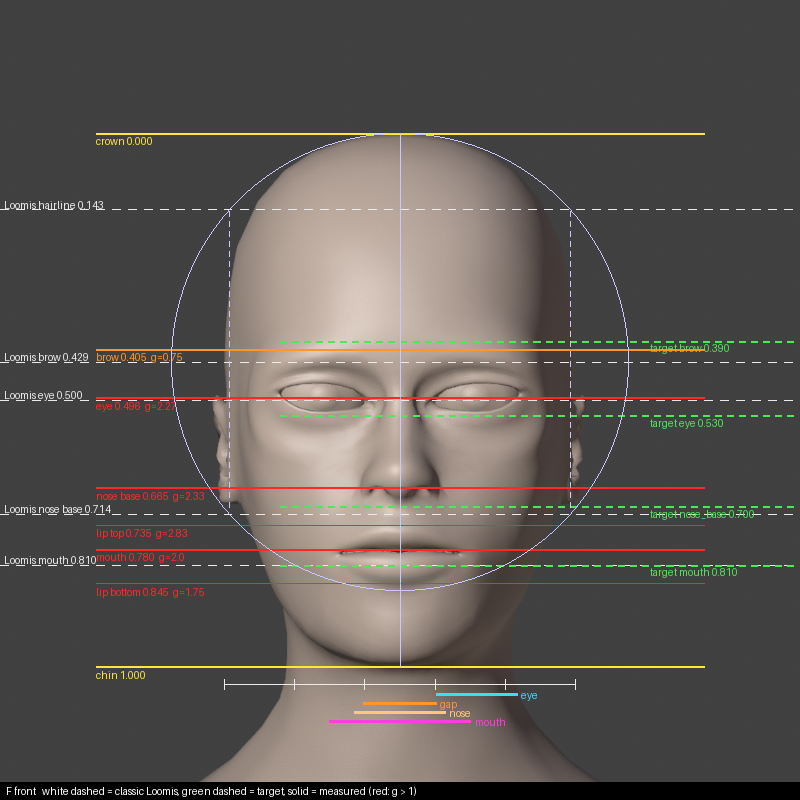 crown 0.000
Loomis hairline 0.143
target brow 0.390
Loomis brow 0.429
brow 0.405 g=0.75
Loomis eye 0.500
eye 0.496 g=2.27
target eye 0.530
nose base 0.665 g=2.33
Loomis nose base 0.714
target nose_base 0.700
lip top 0.735 g=2.83
mouth 0.780 g=2.0
Loomis mouth 0.810
target mouth 0.810
lip bottom 0.845 g=1.75
chin 1.000
eye
gap
nose
mouth
F front white dashed = classic Loomis, green dashed = target, solid = measured (red: g > 1)